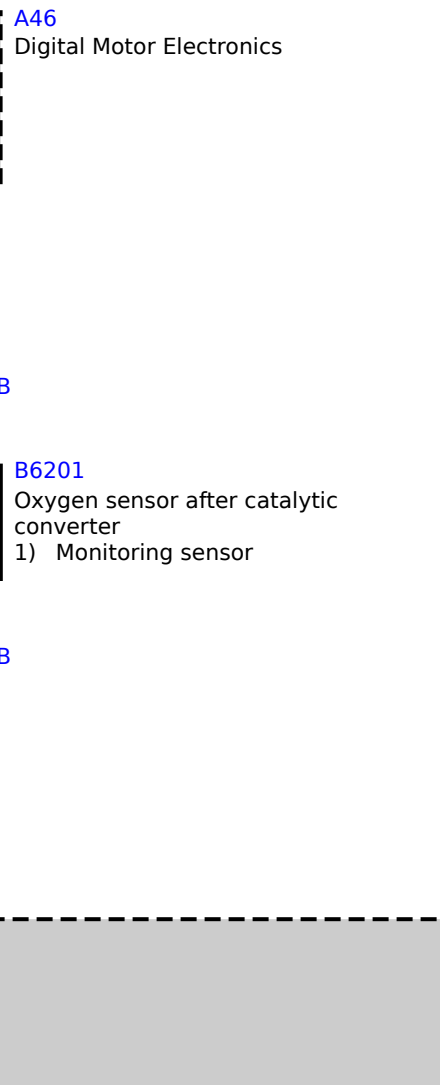 A46
Digital Motor Electronics
B
B6201
Oxygen sensor after catalytic
converter
1) Monitoring sensor
B